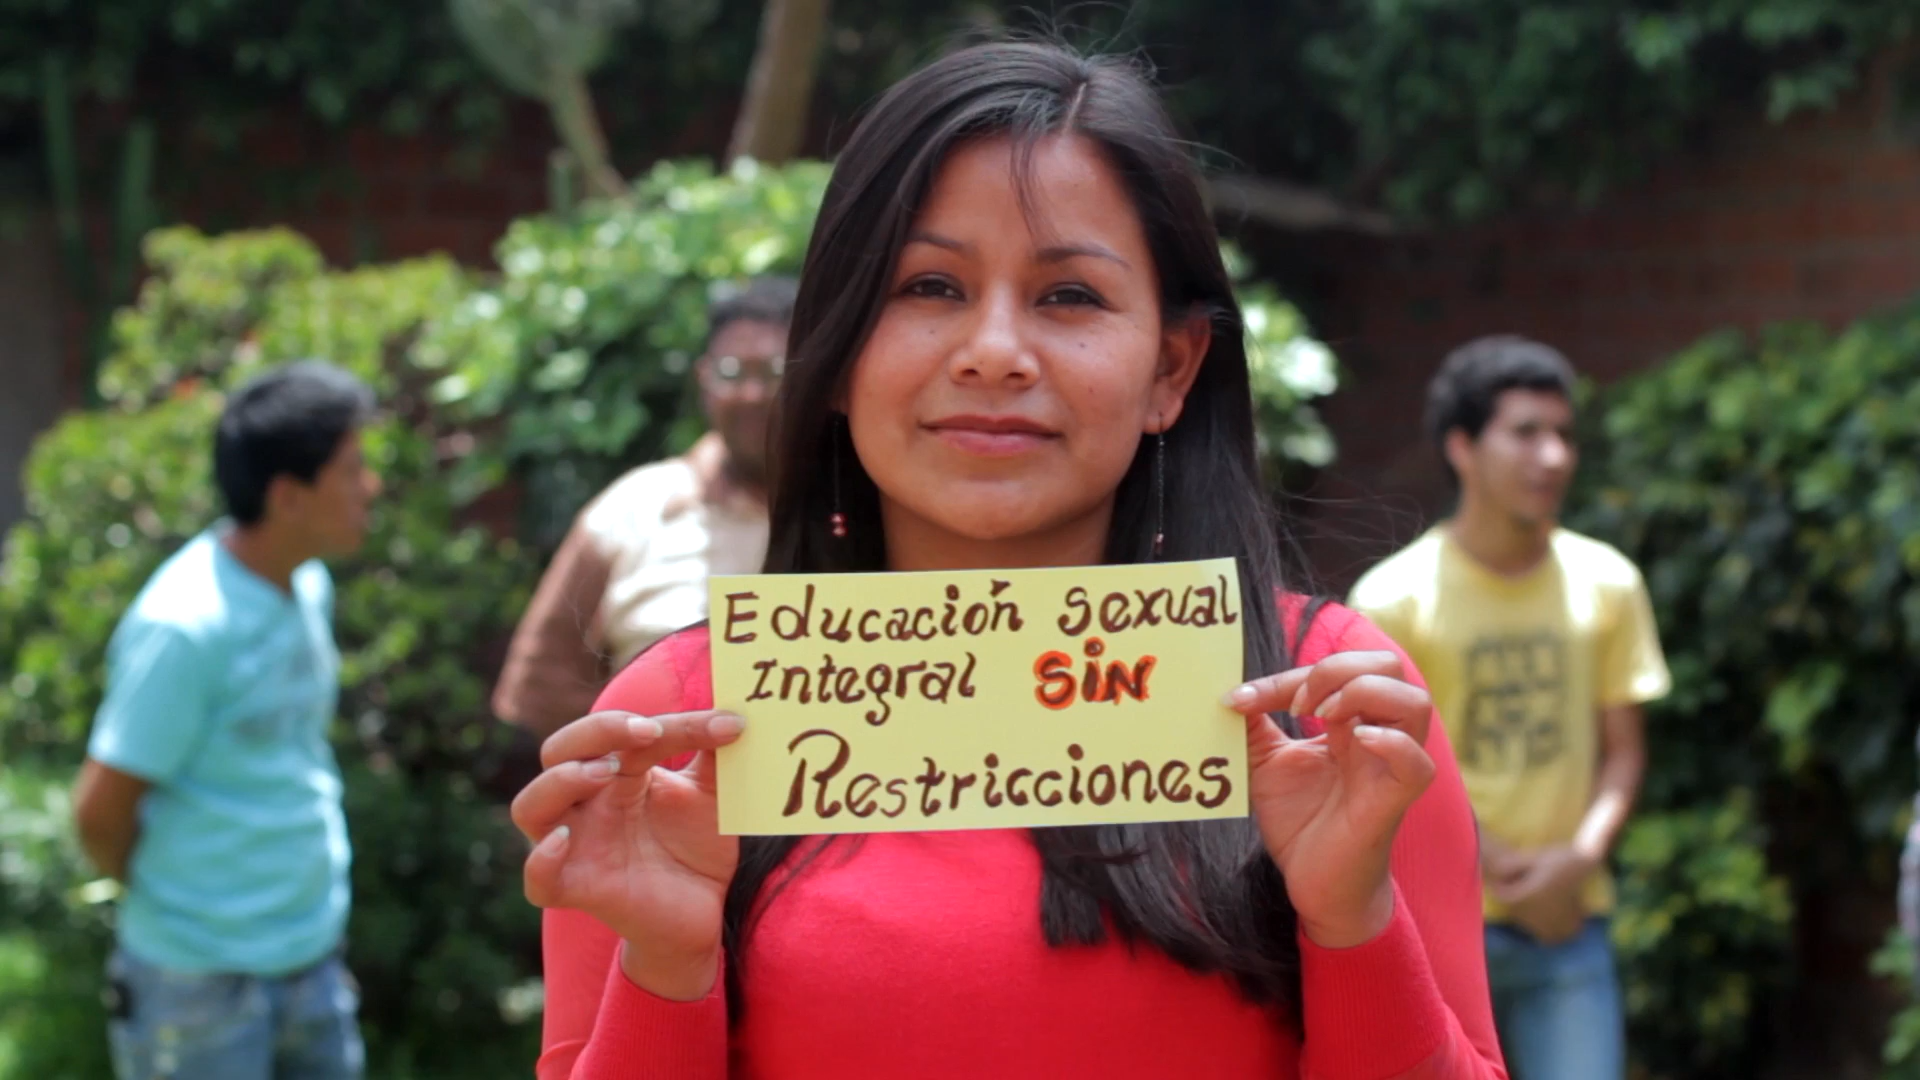 Educación sexual
Integral SIN
Restricciones